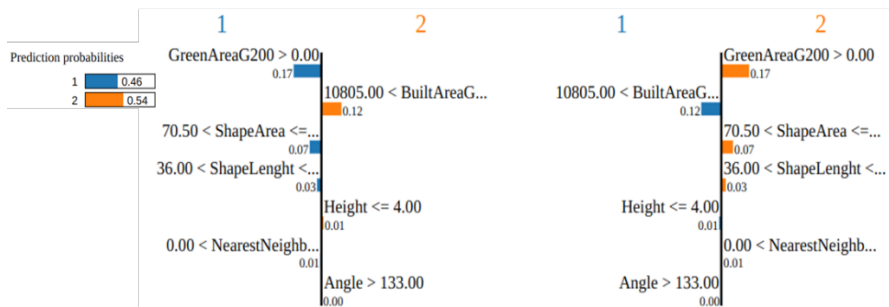 1
2
1
2
Prediction probabilities
1 0.46
2 0.54
GreenAreaG200 > 0.00
0.17
10805.00 < BuiltAreaG...
0.12
70.50 < ShapeArea <=...
0.07
36.00 < ShapeLenght <...
0.03
Height <= 4.00
0.01
0.00 < NearestNeighb...
0.01
Angle > 133.00
0.00
GreenAreaG200 > 0.00
0.17
10805.00 < BuiltAreaG...
0.12
70.50 < ShapeArea <=...
0.07
36.00 < ShapeLenght <...
0.03
Height <= 4.00
0.01
0.00 < NearestNeighb...
0.01
Angle > 133.00
0.00